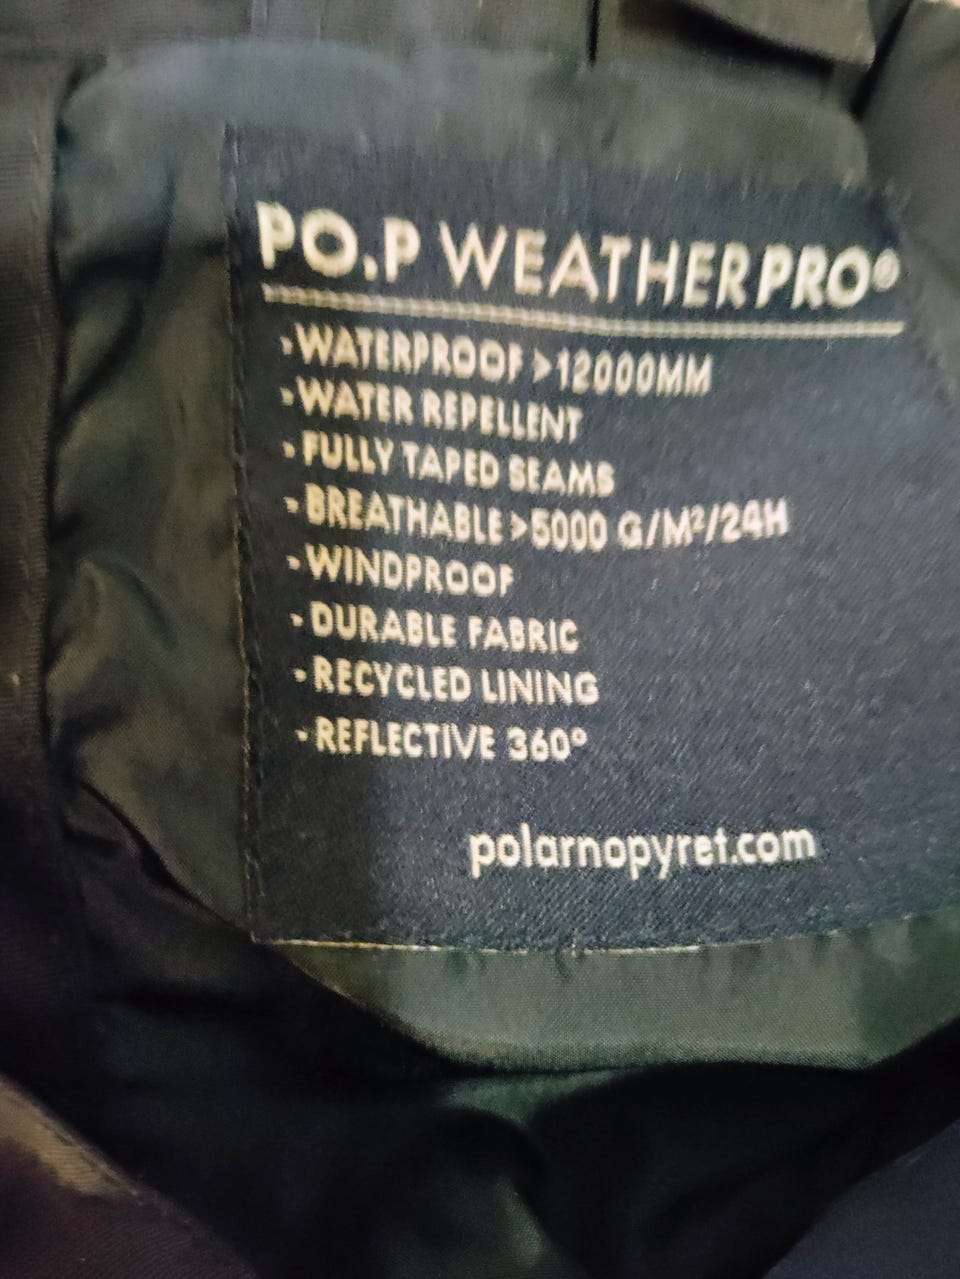 PO.P WEATHERPRO®
›WATERPROOF >12000MM
›WATER REPELLENT
›FULLY TAPED SEAMS
›BREATHABLE >5000 G/M²/24H
›WINDPROOF
›DURABLE FABRIC
›RECYCLED LINING
›REFLECTIVE 360°
polarnopyret.com